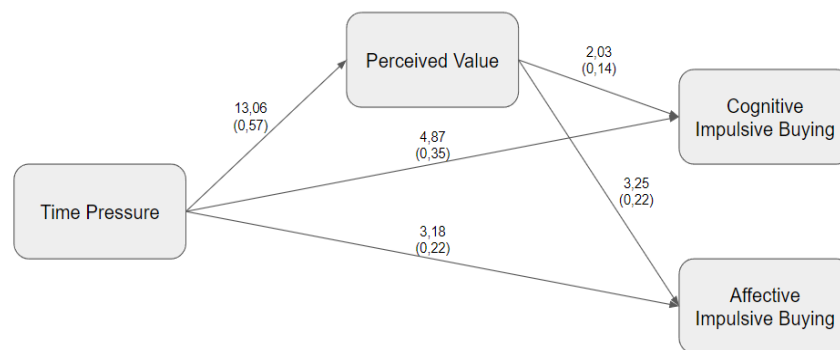 Perceived Value
2,03
(0,14)
Cognitive
Impulsive Buying
13,06
(0,57)
4,87
(0,35)
Time Pressure
3,25
(0,22)
3,18
(0,22)
Affective
Impulsive Buying